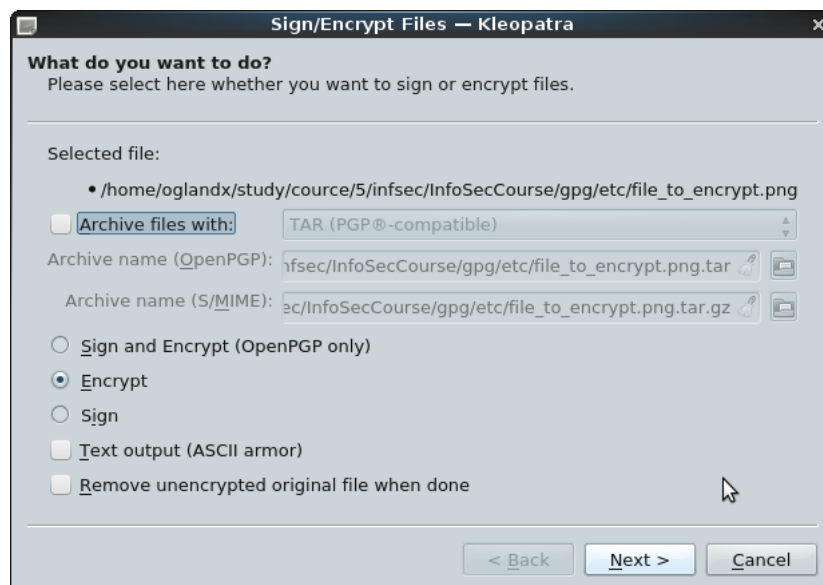 Sign/Encrypt Files — Kleopatra
What do you want to do?
Please select here whether you want to sign or encrypt files.
Selected file:
• /home/oglandx/study/cource/5/infsec/InfoSecCourse/gpg/etc/file_to_encrypt.png
Archive files with: TAR (PGP®-compatible)
Archive name (OpenPGP): nfsec/InfoSecCourse/gpg/etc/file_to_encrypt.png.tar
Archive name (S/MIME): ec/InfoSecCourse/gpg/etc/file_to_encrypt.png.tar.gz
Sign and Encrypt (OpenPGP only)
Encrypt
Sign
Text output (ASCII armor)
Remove unencrypted original file when done
< Back Next > Cancel